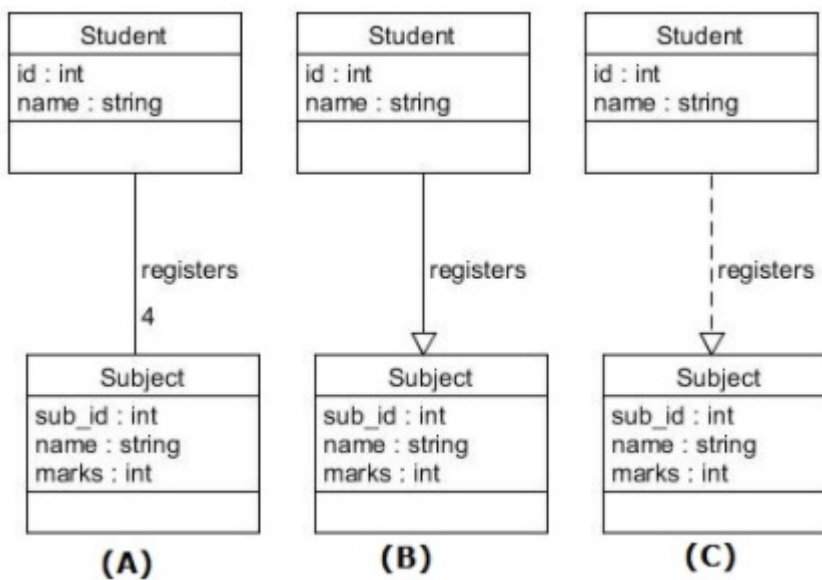 Student
id : int
name : string
registers
4
Subject
sub_id : int
name : string
marks : int
(A)
Student
id : int
name : string
registers
Subject
sub_id : int
name : string
marks : int
(B)
Student
id : int
name : string
registers
Subject
sub_id : int
name : string
marks : int
(C)